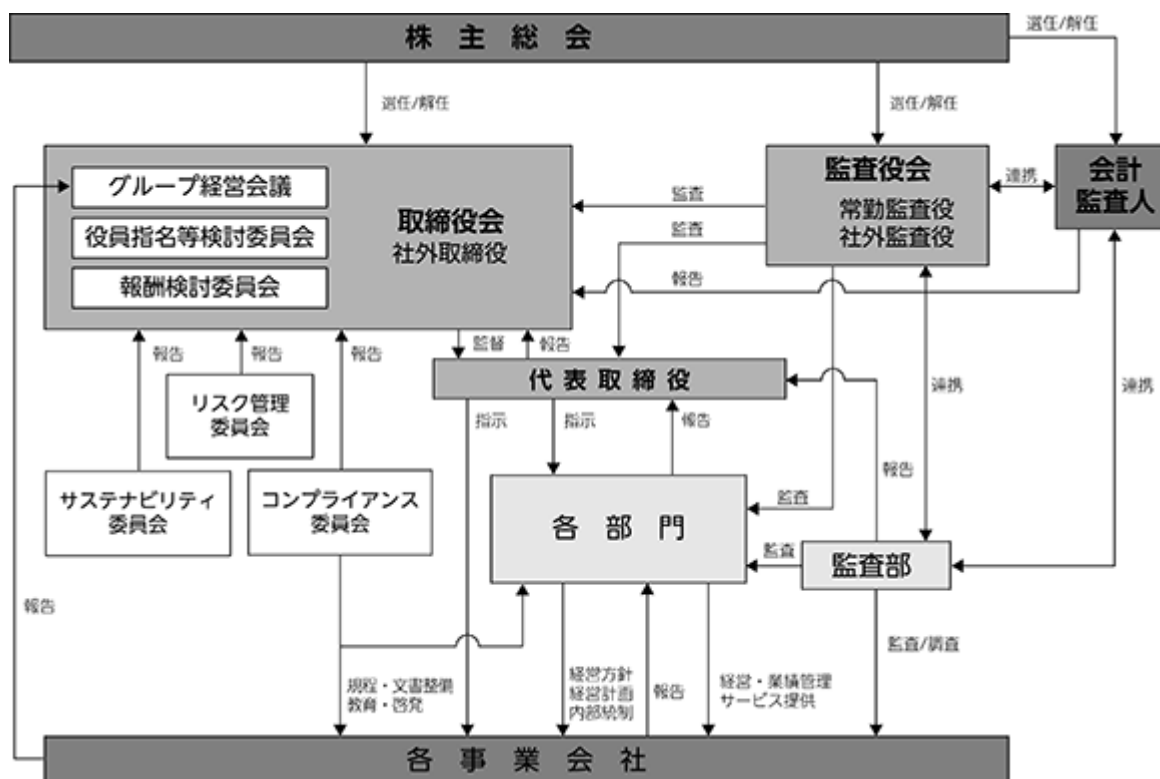 株主総会
選任/解任
選任/解任
選任/解任
グループ経営会議
役員指名等検討委員会
報酬検討委員会
取締役会
社外取締役
監査役会
常勤監査役
社外監査役
会計
監査人
連携
監査
監査
報告
報告
報告
報告
監督
報告
代表取締役
リスク管理
委員会
サステナビリティ
委員会
コンプライアンス
委員会
指示
指示
報告
連携
連携
報告
各部門
監査
監査
監査部
報告
監査/調査
規程・文書整備
教育・啓発
経営方針
経営計画
内部統制
報告
経営・業績管理
サービス提供
各事業会社